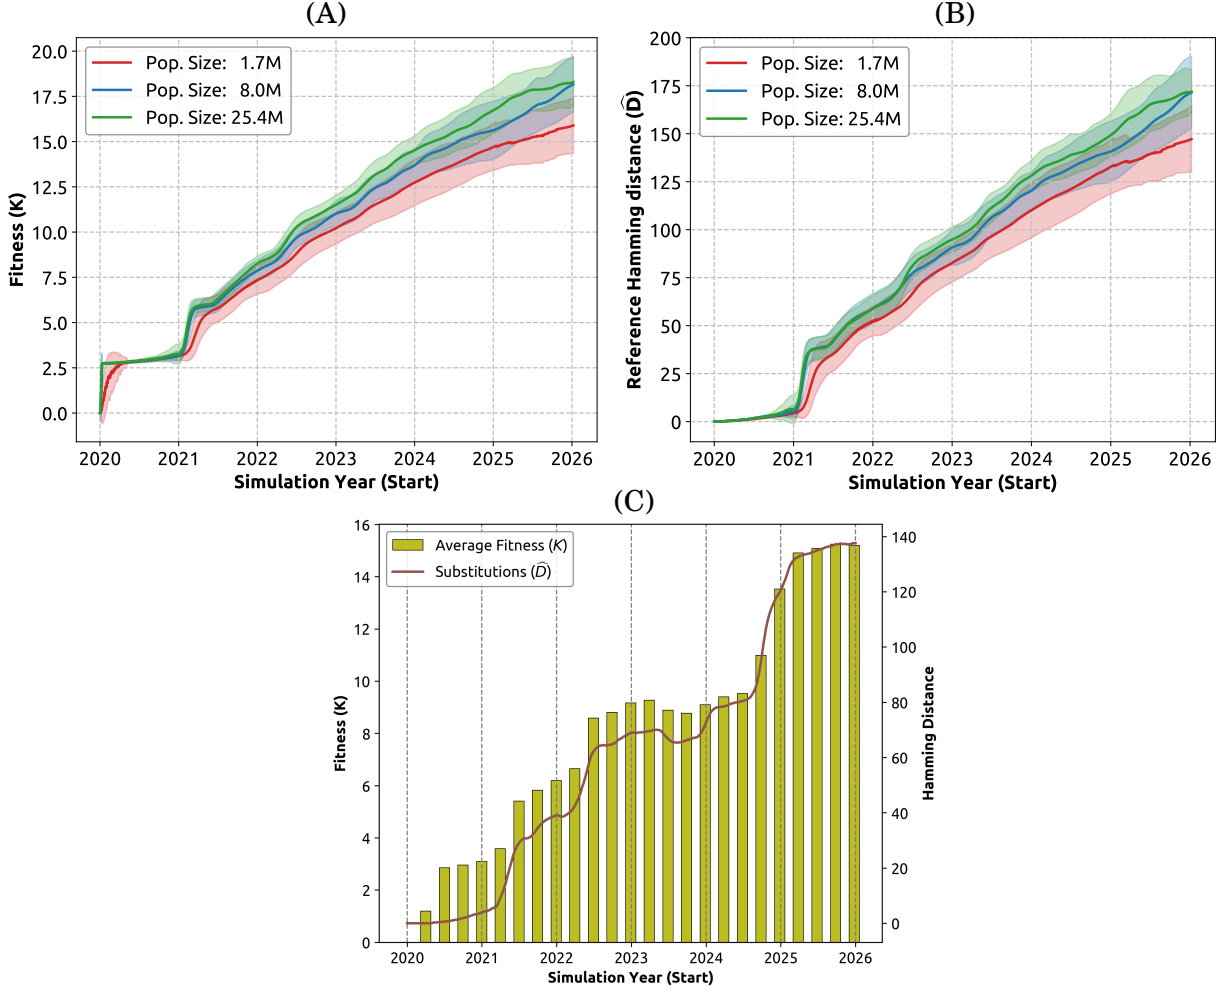 (A)
20.0
17.5
15.0
12.5
10.0
7.5
5.0
2.5
0.0
Fitness (K)
Pop. Size: 1.7M
Pop. Size: 8.0M
Pop. Size: 25.4M
2020 2021 2022 2023 2024 2025 2026
Simulation Year (Start)
(B)
200
175
150
125
100
75
50
25
0
Reference Hamming distance (D̂)
Pop. Size: 1.7M
Pop. Size: 8.0M
Pop. Size: 25.4M
2020 2021 2022 2023 2024 2025 2026
Simulation Year (Start)
(C)
16
14
12
10
8
6
4
2
0
Fitness (K)
Average Fitness (K)
Substitutions (D̂)
140
120
100
80
60
40
20
0
Hamming Distance
2020 2021 2022 2023 2024 2025 2026
Simulation Year (Start)